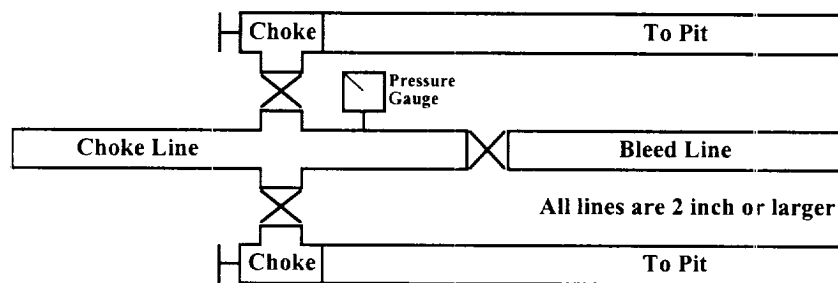 Choke
To Pit
Pressure
Gauge
Choke Line
Bleed Line
All lines are 2 inch or larger
Choke
To Pit